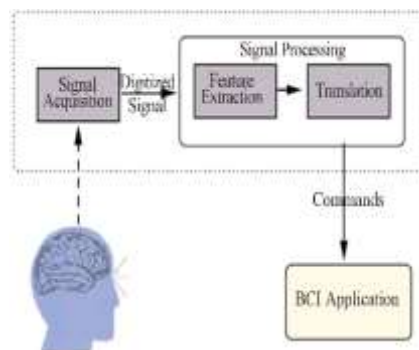 Signal Processing
Signal
Acquisition
Digitized
Signal
Feature
Extraction
Translation
Commands
BCI Application